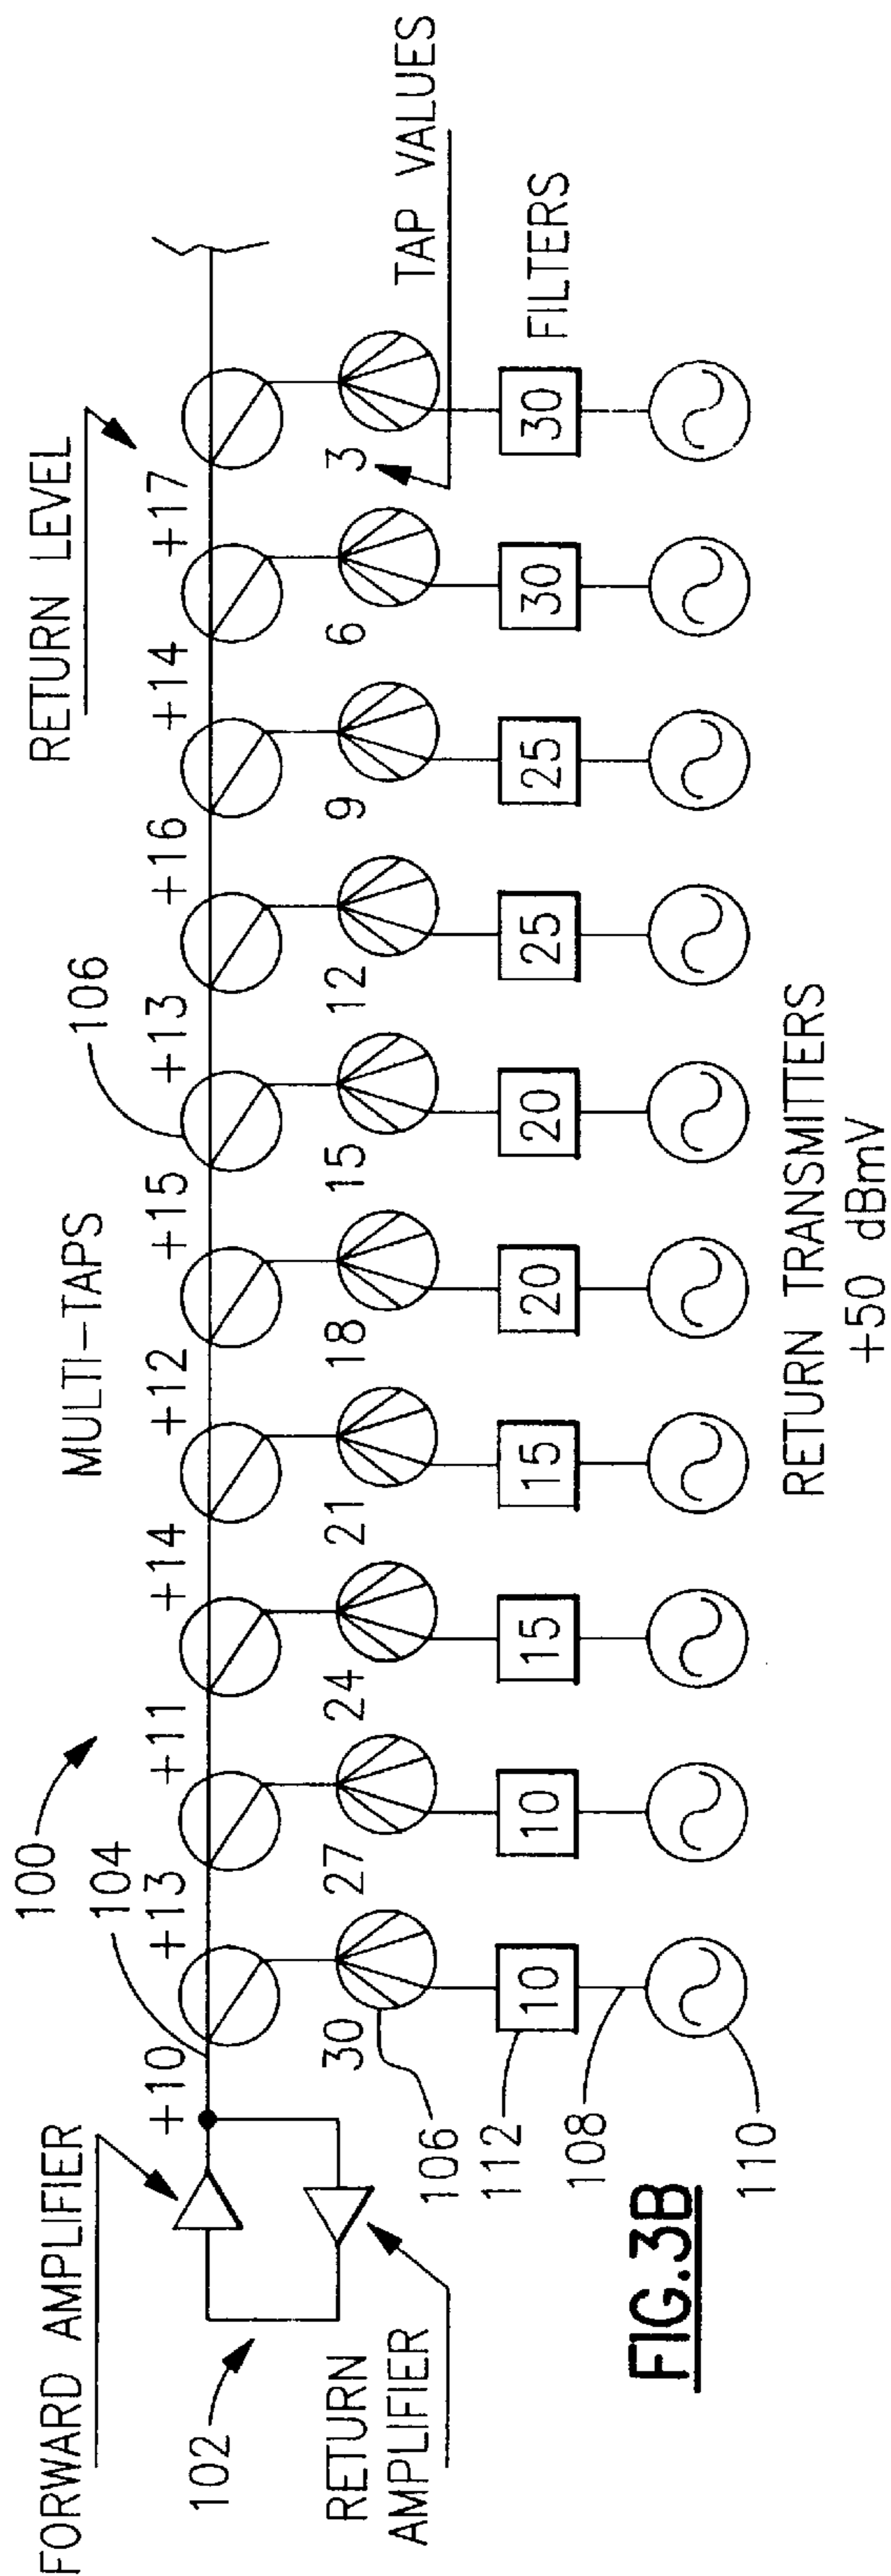 FORWARD AMPLIFIER
100
104
MULTI-TAPS
106
RETURN LEVEL
+10 +13 +11 +14 +12 +15 +13 +16 +14 +17
102
RETURN
AMPLIFIER
30 27 24 21 18 15 12 9 6 3
TAP VALUES
106
112
10 10 15 15 20 20 25 25 30 30
FILTERS
108
110
RETURN TRANSMITTERS
+50 dBmV
FIG.3B